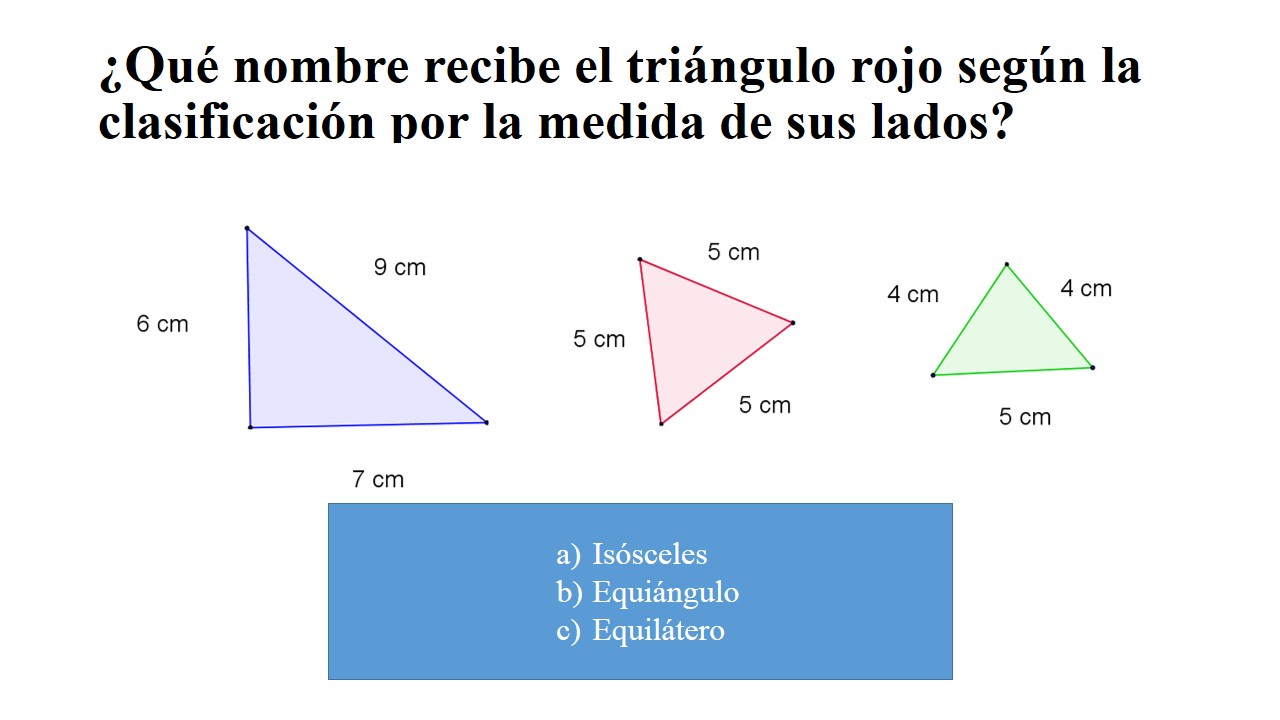 ¿Qué nombre recibe el triángulo rojo según la
clasificación por la medida de sus lados?
9 cm
6 cm
7 cm
5 cm
5 cm
5 cm
4 cm
4 cm
5 cm
a) Isósceles
b) Equiángulo
c) Equilátero